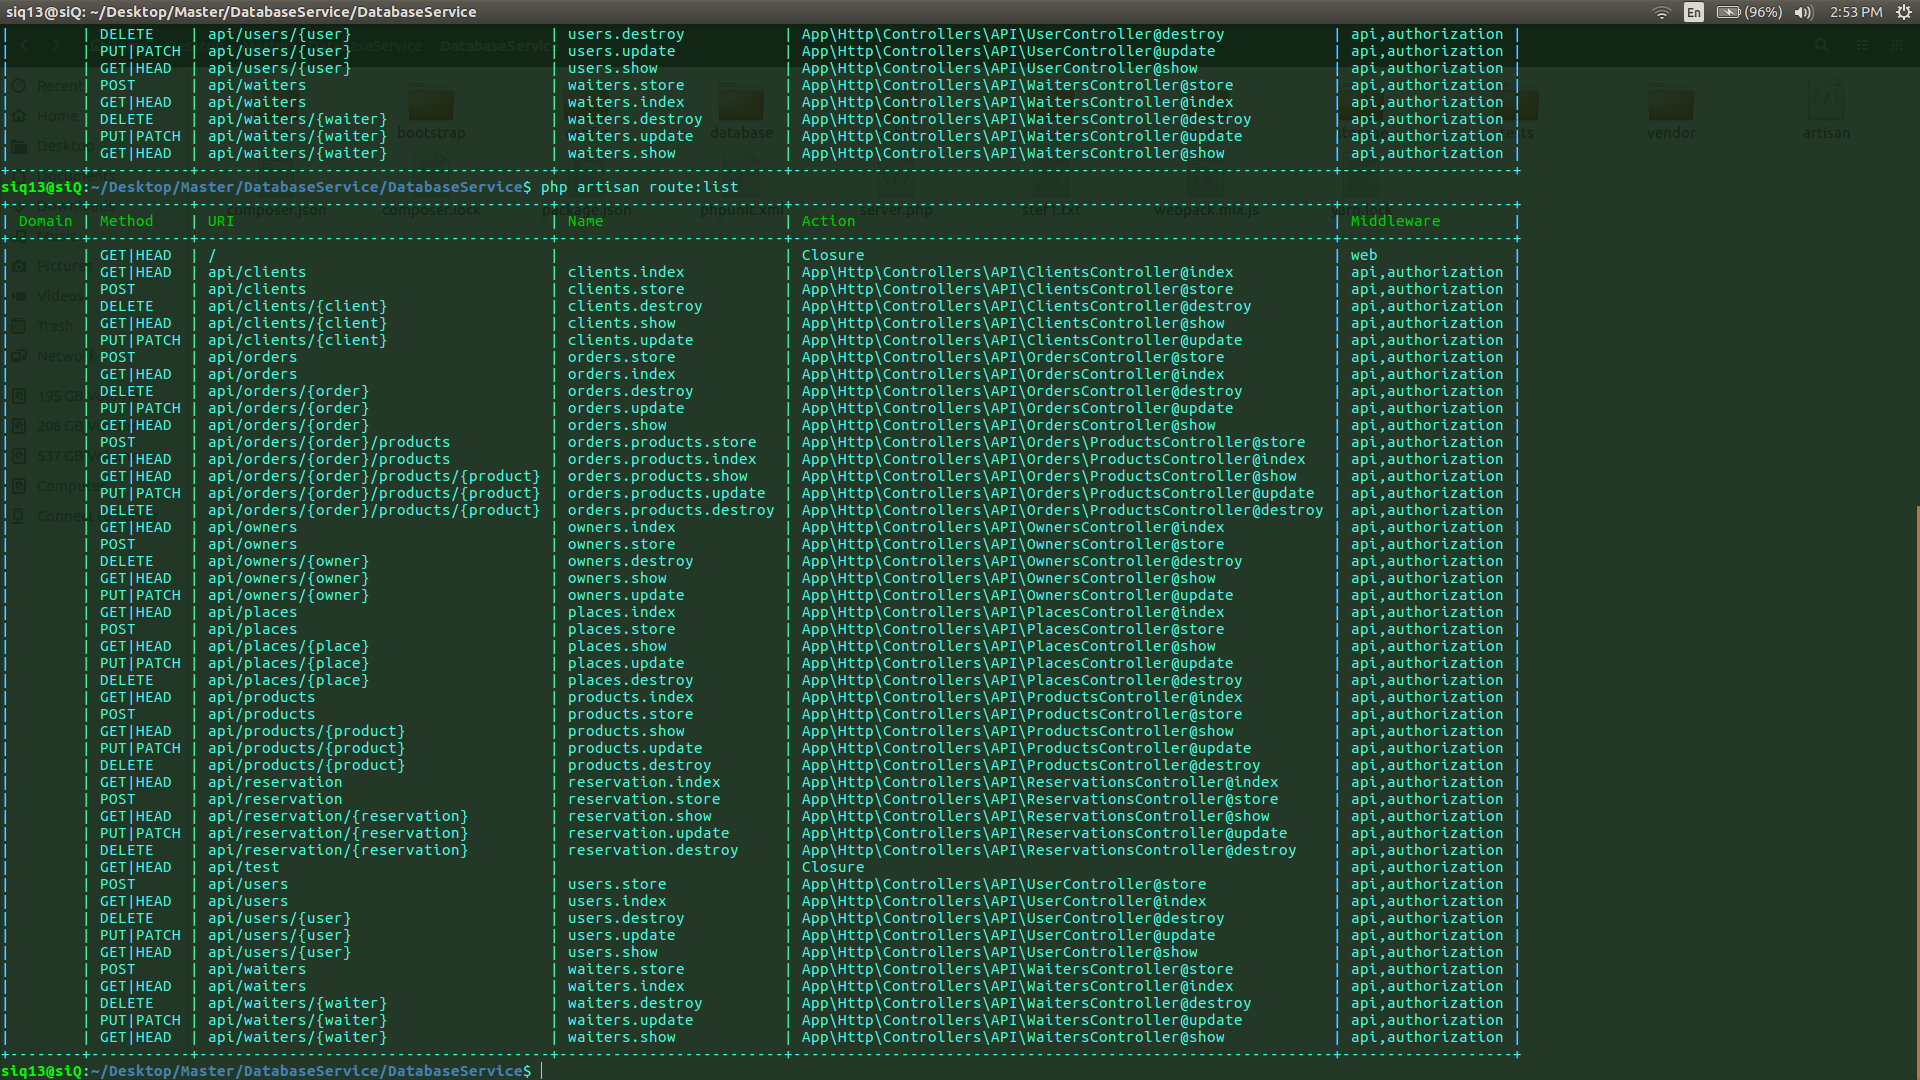 siq13@siQ: ~/Desktop/Master/DatabaseService/DatabaseService En (96%) 2:53 PM
| | DELETE | api/users/{user} | users.destroy | App\Http\Controllers\API\UserController@destroy | api,authorization |
| | PUT|PATCH | api/users/{user} | users.update | App\Http\Controllers\API\UserController@update | api,authorization |
| | GET|HEAD | api/users/{user} | users.show | App\Http\Controllers\API\UserController@show | api,authorization |
| | POST | api/waiters | waiters.store | App\Http\Controllers\API\WaitersController@store | api,authorization |
| | GET|HEAD | api/waiters | waiters.index | App\Http\Controllers\API\WaitersController@index | api,authorization |
| | DELETE | api/waiters/{waiter} | waiters.destroy | App\Http\Controllers\API\WaitersController@destroy | api,authorization |
| | PUT|PATCH | api/waiters/{waiter} | waiters.update | App\Http\Controllers\API\WaitersController@update | api,authorization |
| | GET|HEAD | api/waiters/{waiter} | waiters.show | App\Http\Controllers\API\WaitersController@show | api,authorization |
siq13@siQ:~/Desktop/Master/DatabaseService/DatabaseService$ php artisan route:list
| Domain | Method | URI | Name | Action | Middleware |
| | GET|HEAD | / | | Closure | web |
| | GET|HEAD | api/clients | clients.index | App\Http\Controllers\API\ClientsController@index | api,authorization |
| | POST | api/clients | clients.store | App\Http\Controllers\API\ClientsController@store | api,authorization |
| | DELETE | api/clients/{client} | clients.destroy | App\Http\Controllers\API\ClientsController@destroy | api,authorization |
| | GET|HEAD | api/clients/{client} | clients.show | App\Http\Controllers\API\ClientsController@show | api,authorization |
| | PUT|PATCH | api/clients/{client} | clients.update | App\Http\Controllers\API\ClientsController@update | api,authorization |
| | POST | api/orders | orders.store | App\Http\Controllers\API\OrdersController@store | api,authorization |
| | GET|HEAD | api/orders | orders.index | App\Http\Controllers\API\OrdersController@index | api,authorization |
| | DELETE | api/orders/{order} | orders.destroy | App\Http\Controllers\API\OrdersController@destroy | api,authorization |
| | PUT|PATCH | api/orders/{order} | orders.update | App\Http\Controllers\API\OrdersController@update | api,authorization |
| | GET|HEAD | api/orders/{order} | orders.show | App\Http\Controllers\API\OrdersController@show | api,authorization |
| | POST | api/orders/{order}/products | orders.products.store | App\Http\Controllers\API\Orders\ProductsController@store | api,authorization |
| | GET|HEAD | api/orders/{order}/products | orders.products.index | App\Http\Controllers\API\Orders\ProductsController@index | api,authorization |
| | GET|HEAD | api/orders/{order}/products/{product} | orders.products.show | App\Http\Controllers\API\Orders\ProductsController@show | api,authorization |
| | PUT|PATCH | api/orders/{order}/products/{product} | orders.products.update | App\Http\Controllers\API\Orders\ProductsController@update | api,authorization |
| | DELETE | api/orders/{order}/products/{product} | orders.products.destroy | App\Http\Controllers\API\Orders\ProductsController@destroy | api,authorization |
| | GET|HEAD | api/owners | owners.index | App\Http\Controllers\API\OwnersController@index | api,authorization |
| | POST | api/owners | owners.store | App\Http\Controllers\API\OwnersController@store | api,authorization |
| | DELETE | api/owners/{owner} | owners.destroy | App\Http\Controllers\API\OwnersController@destroy | api,authorization |
| | GET|HEAD | api/owners/{owner} | owners.show | App\Http\Controllers\API\OwnersController@show | api,authorization |
| | PUT|PATCH | api/owners/{owner} | owners.update | App\Http\Controllers\API\OwnersController@update | api,authorization |
| | GET|HEAD | api/places | places.index | App\Http\Controllers\API\PlacesController@index | api,authorization |
| | POST | api/places | places.store | App\Http\Controllers\API\PlacesController@store | api,authorization |
| | GET|HEAD | api/places/{place} | places.show | App\Http\Controllers\API\PlacesController@show | api,authorization |
| | PUT|PATCH | api/places/{place} | places.update | App\Http\Controllers\API\PlacesController@update | api,authorization |
| | DELETE | api/places/{place} | places.destroy | App\Http\Controllers\API\PlacesController@destroy | api,authorization |
| | GET|HEAD | api/products | products.index | App\Http\Controllers\API\ProductsController@index | api,authorization |
| | POST | api/products | products.store | App\Http\Controllers\API\ProductsController@store | api,authorization |
| | GET|HEAD | api/products/{product} | products.show | App\Http\Controllers\API\ProductsController@show | api,authorization |
| | PUT|PATCH | api/products/{product} | products.update | App\Http\Controllers\API\ProductsController@update | api,authorization |
| | DELETE | api/products/{product} | products.destroy | App\Http\Controllers\API\ProductsController@destroy | api,authorization |
| | GET|HEAD | api/reservation | reservation.index | App\Http\Controllers\API\ReservationsController@index | api,authorization |
| | POST | api/reservation | reservation.store | App\Http\Controllers\API\ReservationsController@store | api,authorization |
| | GET|HEAD | api/reservation/{reservation} | reservation.show | App\Http\Controllers\API\ReservationsController@show | api,authorization |
| | PUT|PATCH | api/reservation/{reservation} | reservation.update | App\Http\Controllers\API\ReservationsController@update | api,authorization |
| | DELETE | api/reservation/{reservation} | reservation.destroy | App\Http\Controllers\API\ReservationsController@destroy | api,authorization |
| | GET|HEAD | api/test | | Closure | api,authorization |
| | POST | api/users | users.store | App\Http\Controllers\API\UserController@store | api,authorization |
| | GET|HEAD | api/users | users.index | App\Http\Controllers\API\UserController@index | api,authorization |
| | DELETE | api/users/{user} | users.destroy | App\Http\Controllers\API\UserController@destroy | api,authorization |
| | PUT|PATCH | api/users/{user} | users.update | App\Http\Controllers\API\UserController@update | api,authorization |
| | GET|HEAD | api/users/{user} | users.show | App\Http\Controllers\API\UserController@show | api,authorization |
| | POST | api/waiters | waiters.store | App\Http\Controllers\API\WaitersController@store | api,authorization |
| | GET|HEAD | api/waiters | waiters.index | App\Http\Controllers\API\WaitersController@index | api,authorization |
| | DELETE | api/waiters/{waiter} | waiters.destroy | App\Http\Controllers\API\WaitersController@destroy | api,authorization |
| | PUT|PATCH | api/waiters/{waiter} | waiters.update | App\Http\Controllers\API\WaitersController@update | api,authorization |
| | GET|HEAD | api/waiters/{waiter} | waiters.show | App\Http\Controllers\API\WaitersController@show | api,authorization |
siq13@siQ:~/Desktop/Master/DatabaseService/DatabaseService$